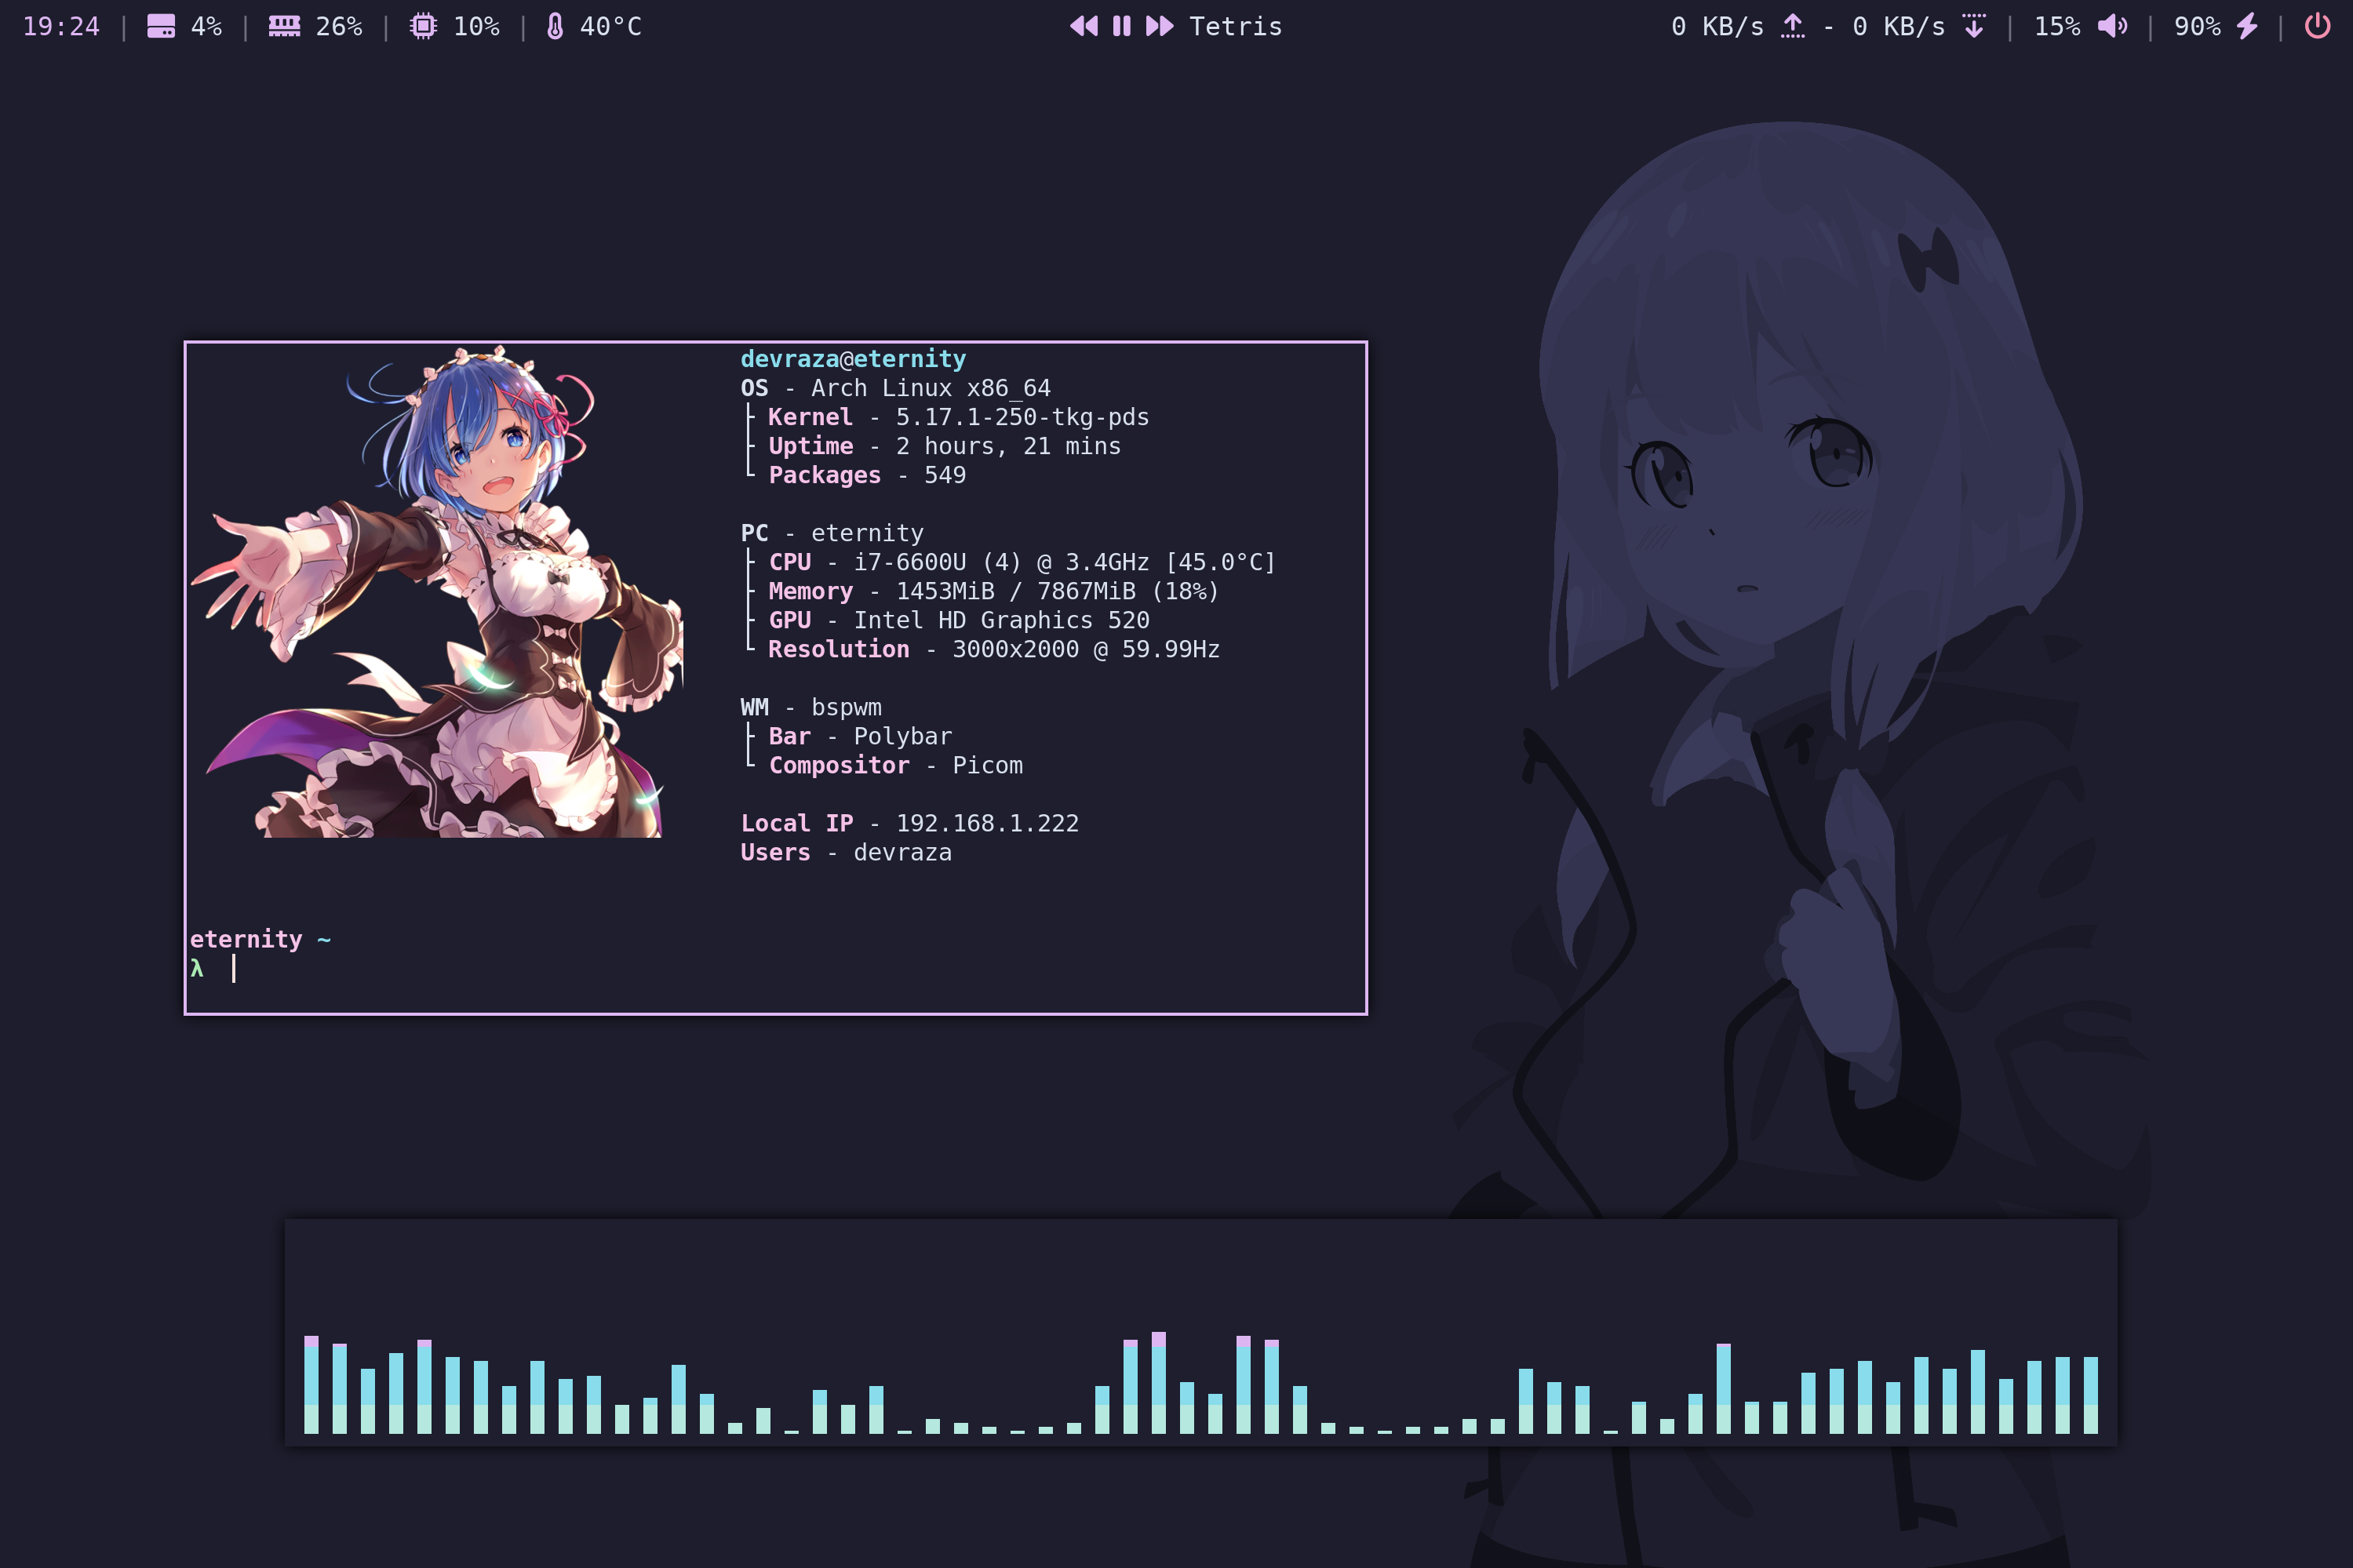 19:24 | 4% | 26% | 10% | 40°C
Tetris
0 KB/s - 0 KB/s | 15% | 90% |
devraza@eternity
OS - Arch Linux x86_64
├ Kernel - 5.17.1-250-tkg-pds
├ Uptime - 2 hours, 21 mins
└ Packages - 549
PC - eternity
├ CPU - i7-6600U (4) @ 3.4GHz [45.0°C]
├ Memory - 1453MiB / 7867MiB (18%)
├ GPU - Intel HD Graphics 520
└ Resolution - 3000x2000 @ 59.99Hz
WM - bspwm
├ Bar - Polybar
└ Compositor - Picom
Local IP - 192.168.1.222
Users - devraza
eternity ~
λ